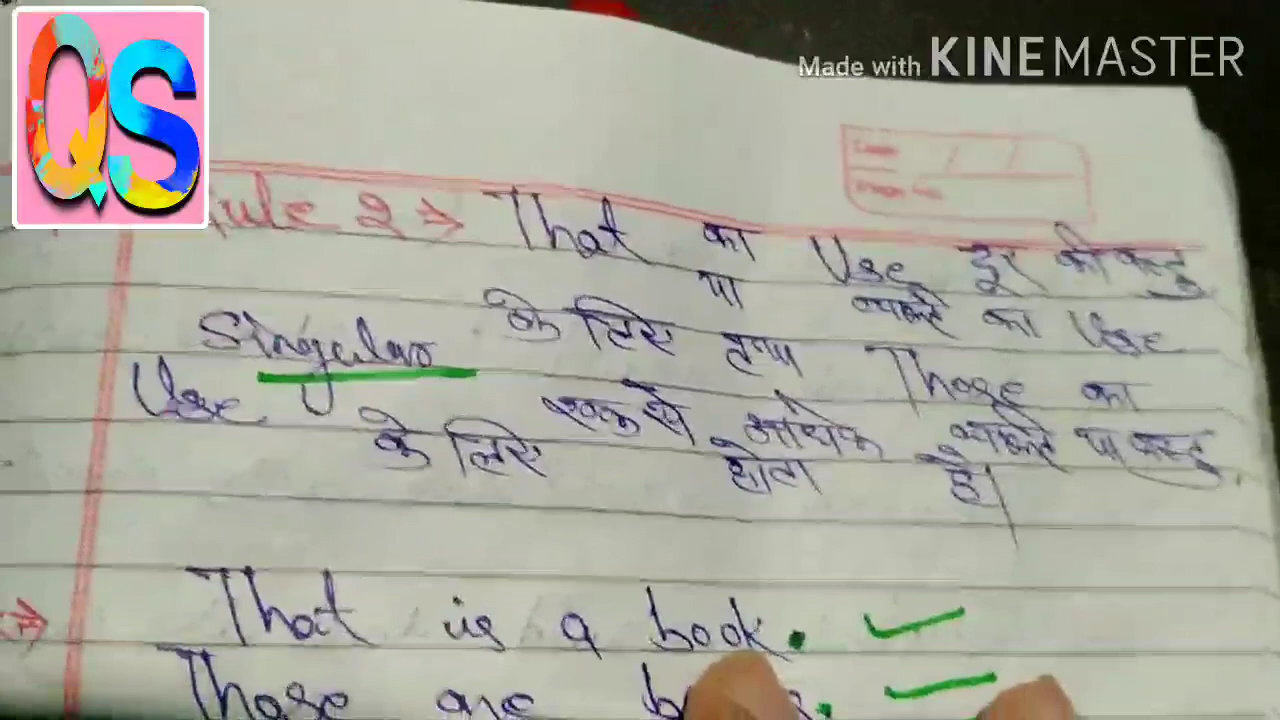 QS
Made with KINEMASTER
Rule 2 → That का Use दूर की वस्तु
या व्यक्ति का Use
Singular के लिए तथा Those का
Use एक से अधिक व्यक्ति या वस्तु
के लिए होता है।
→ That is a book. ✓
Those are ✓